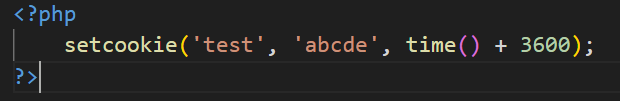 <?php
    setcookie('test', 'abcde', time() + 3600);
?>